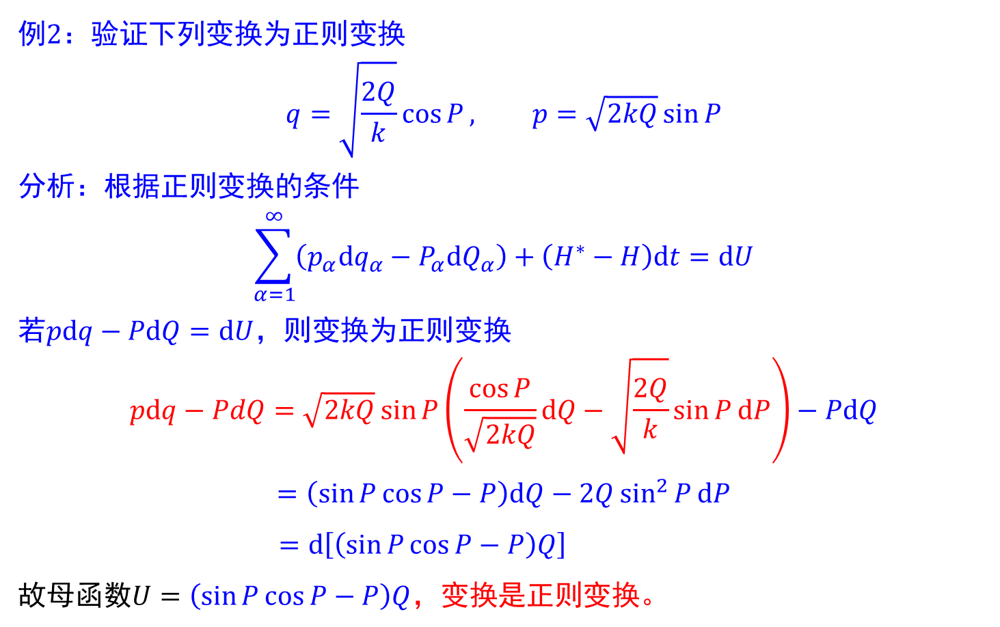 例2：验证下列变换为正则变换
$q = \sqrt{\frac{2Q}{k}} \cos P, \quad p = \sqrt{2kQ} \sin P$
分析：根据正则变换的条件
$\sum_{\alpha=1}^{\infty} (p_\alpha \mathrm{d}q_\alpha - P_\alpha \mathrm{d}Q_\alpha) + (H^* - H)\mathrm{d}t = \mathrm{d}U$
若$p\mathrm{d}q - P\mathrm{d}Q = \mathrm{d}U$，则变换为正则变换
$p\mathrm{d}q - PdQ = \sqrt{2kQ} \sin P \left( \frac{\cos P}{\sqrt{2kQ}} \mathrm{d}Q - \sqrt{\frac{2Q}{k}} \sin P \, \mathrm{d}P \right) - P\mathrm{d}Q$
$= (\sin P \cos P - P)\mathrm{d}Q - 2Q \sin^2 P \, \mathrm{d}P$
$= \mathrm{d}[(\sin P \cos P - P)Q]$
故母函数$U = (\sin P \cos P - P)Q$，变换是正则变换。